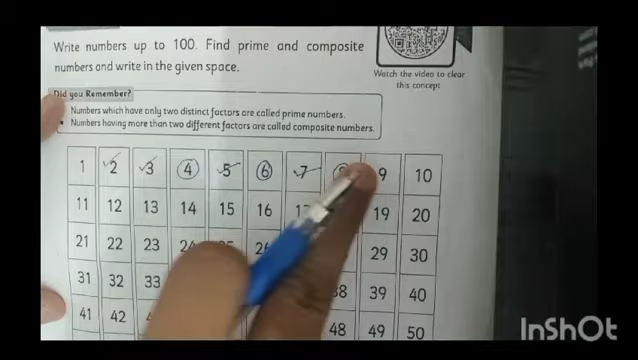 Write numbers up to 100. Find prime and composite
numbers and write in the given space.
Watch the video to clear
this concept
Did you Remember?
Numbers which have only two distinct factors are called prime numbers.
• Numbers having more than two different factors are called composite numbers.
1 2 3 4 5 6 7 8 9 10
11 12 13 14 15 16 19 20
21 22 23 29 30
31 32 33 38 39 40
41 42 48 49 50
InShOt